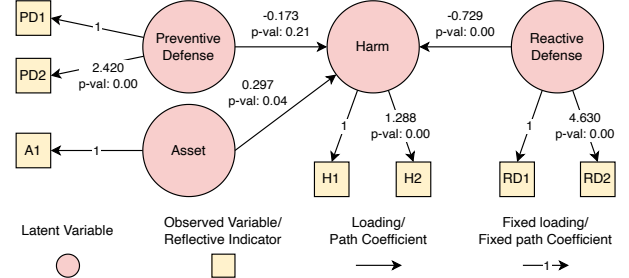 PD1
1
Preventive
Defense
-0.173
p-val: 0.21
Harm
-0.729
p-val: 0.00
Reactive
Defense
PD2
2.420
p-val: 0.00
0.297
p-val: 0.04
A1
1
Asset
1
1.288
p-val: 0.00
1
4.630
p-val: 0.00
H1
H2
RD1
RD2
Latent Variable
Observed Variable/
Reflective Indicator
Loading/
Path Coefficient
Fixed loading/
Fixed path Coefficient
1